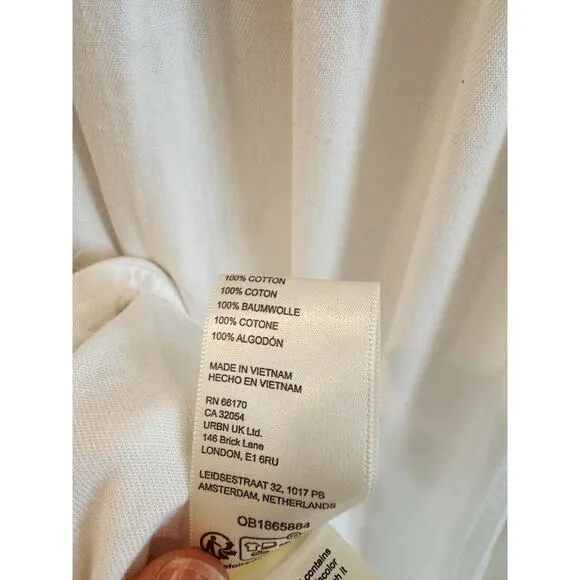 100% COTTON
100% COTON
100% BAUMWOLLE
100% COTONE
100% ALGODÓN
MADE IN VIETNAM
HECHO EN VIETNAM
RN 66170
CA 32054
URBN UK Ltd.
146 Brick Lane
LONDON, E1 6RU
LEIDSESTRAAT 32, 1017 PB
AMSTERDAM, NETHERLANDS
OB1865884
contains